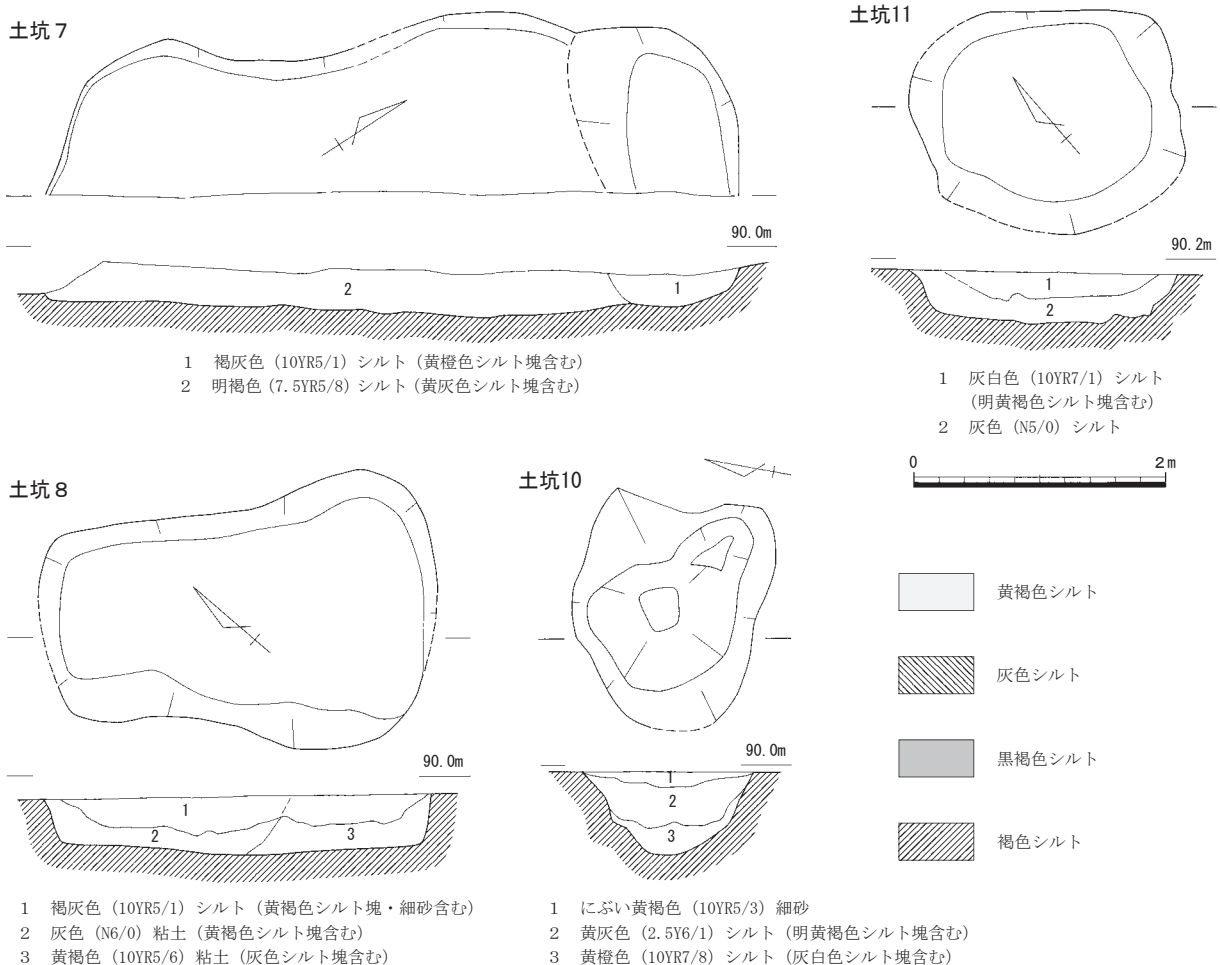 土坑７
90.0m
2
1
1　褐灰色（10YR5/1）シルト（黄橙色シルト塊含む）
2　明褐色（7.5YR5/8）シルト（黄灰色シルト塊含む）
土坑11
90.2m
1
2
1　灰白色（10YR7/1）シルト
（明黄褐色シルト塊含む）
2　灰色（N5/0）シルト
0　2m
土坑８
90.0m
1
2
3
1　褐灰色（10YR5/1）シルト（黄褐色シルト塊・細砂含む）
2　灰色（N6/0）粘土（黄褐色シルト塊含む）
3　黄褐色（10YR5/6）粘土（灰色シルト塊含む）
土坑10
90.0m
1
2
3
1　にぶい黄褐色（10YR5/3）細砂
2　黄灰色（2.5Y6/1）シルト（明黄褐色シルト塊含む）
3　黄橙色（10YR7/8）シルト（灰白色シルト塊含む）
黄褐色シルト
灰色シルト
黒褐色シルト
褐色シルト